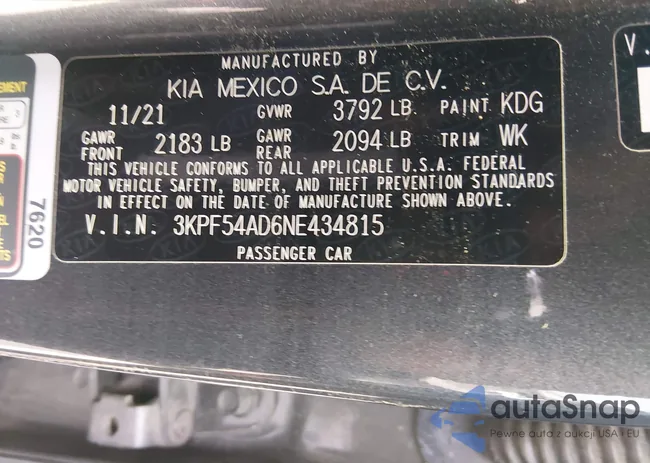 MANUFACTURED BY
KIA MEXICO S.A. DE C.V.
11/21 GVWR 3792 LB PAINT KDG
GAWR FRONT 2183 LB GAWR REAR 2094 LB TRIM WK
THIS VEHICLE CONFORMS TO ALL APPLICABLE U.S.A. FEDERAL
MOTOR VEHICLE SAFETY, BUMPER, AND THEFT PREVENTION STANDARDS
IN EFFECT ON THE DATE OF MANUFACTURE SHOWN ABOVE.
V.I.N. 3KPF54AD6NE434815
PASSENGER CAR
7620
V.
autoSnap
Pewne auta z aukcji USA i EU